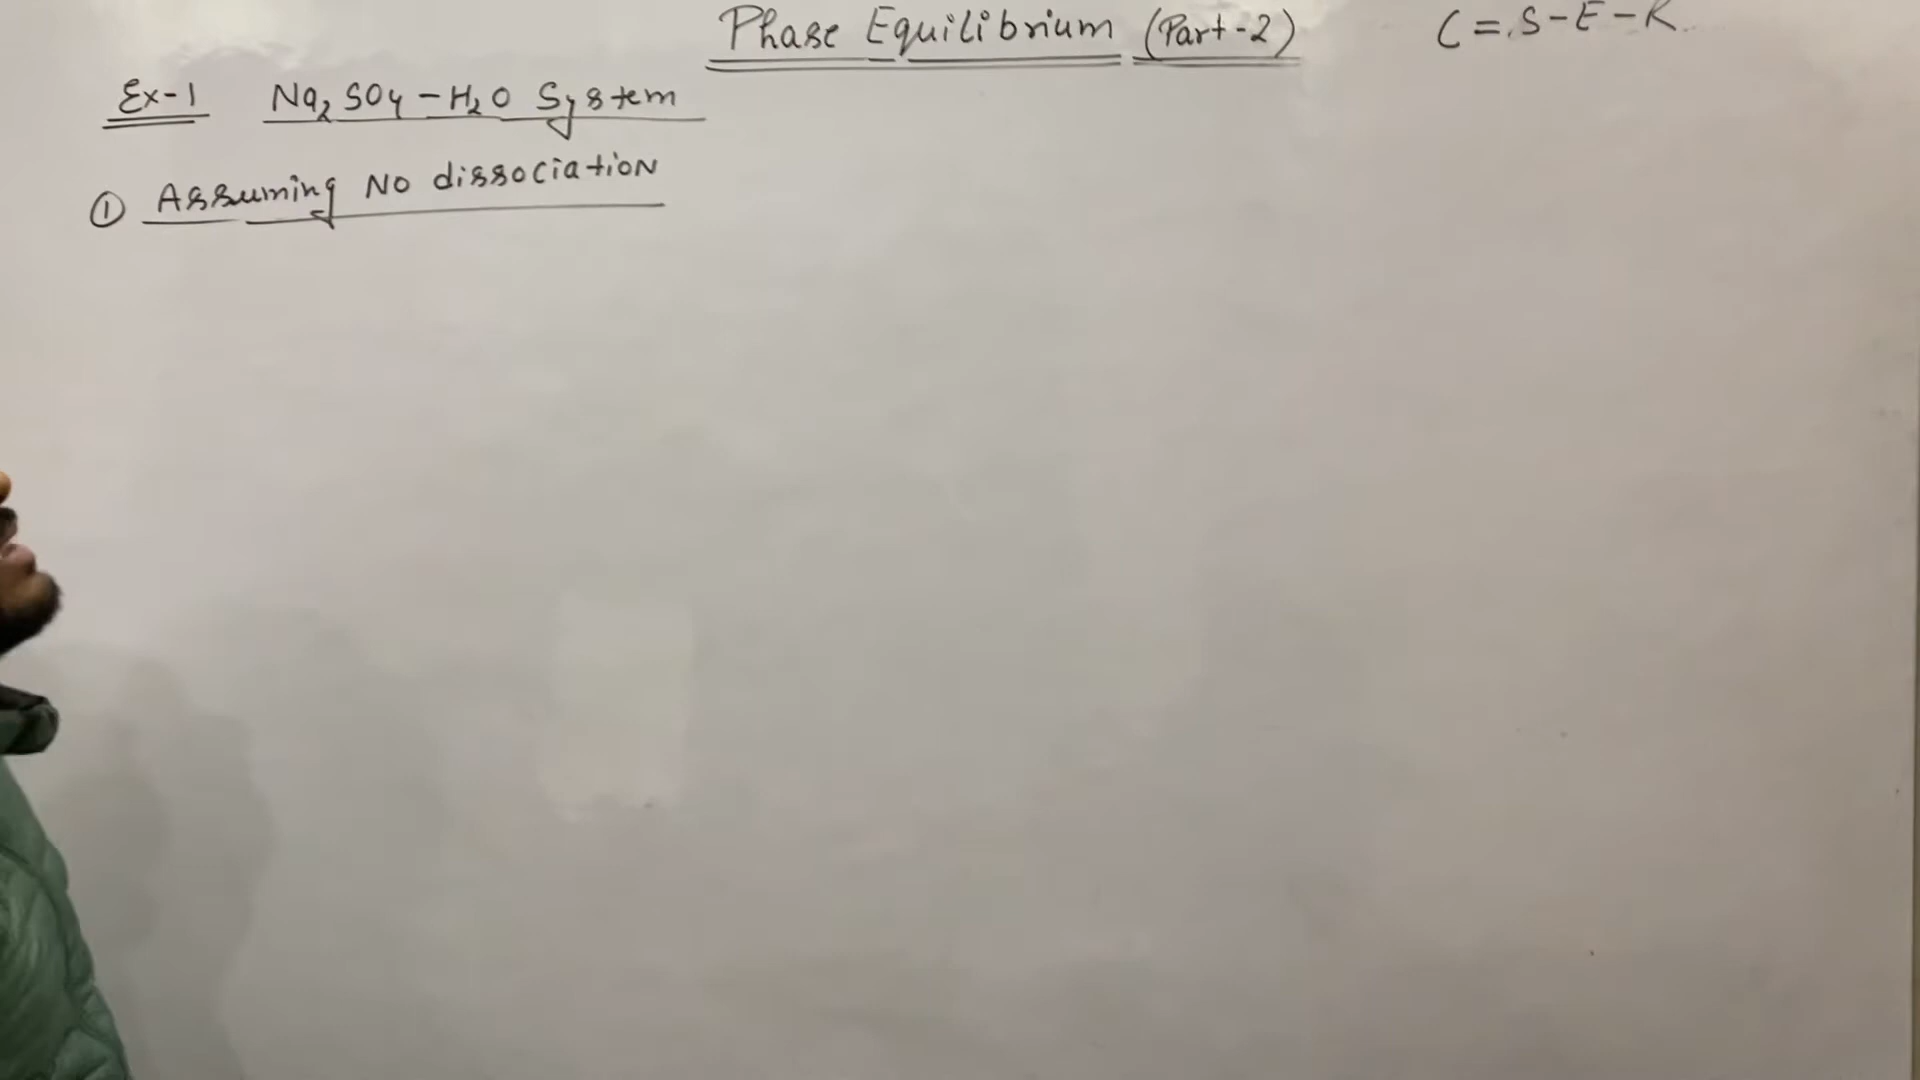 Phase Equilibrium (Part-2)
C = S - E - R
Ex-1 Na₂SO₄ - H₂O System
① Assuming No dissociation